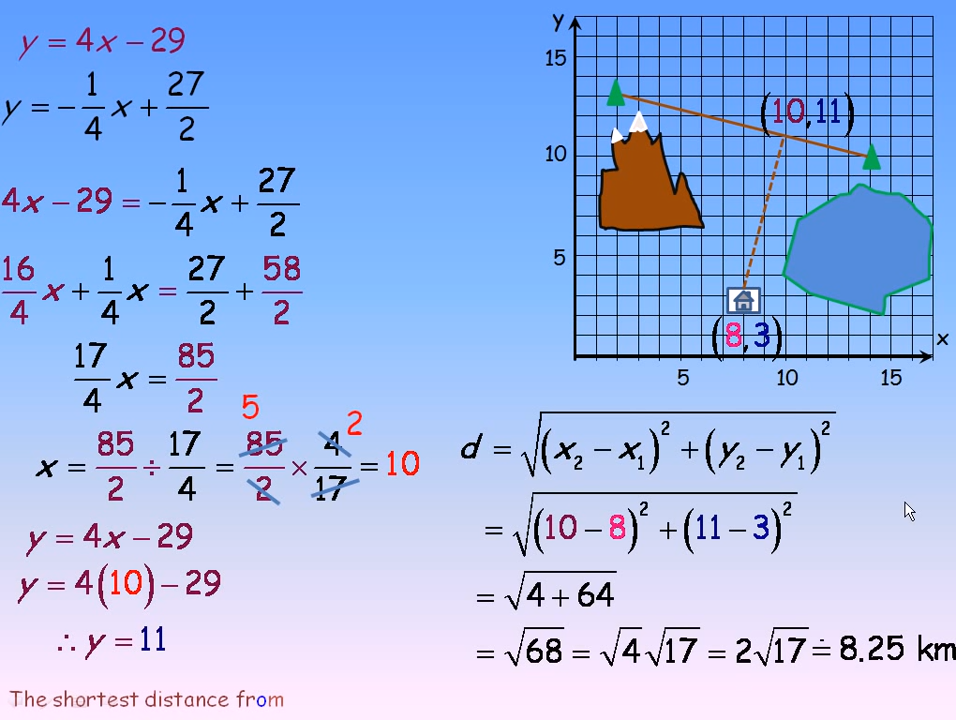 y = 4x − 29
y = −1/4 x + 27/2
4x − 29 = −1/4 x + 27/2
16/4 x + 1/4 x = 27/2 + 58/2
17/4 x = 85/2
5 2
x = 85/2 ÷ 17/4 = 85/2 × 4/17 = 10
y = 4x − 29
y = 4(10) − 29
∴ y = 11
The shortest distance from
y
15
10
5
(10,11)
(8,3)
x
5 10 15
d = √((x₂ − x₁)² + (y₂ − y₁)²)
= √((10 − 8)² + (11 − 3)²)
= √(4 + 64)
= √68 = √4 √17 = 2√17 ≐ 8.25 km